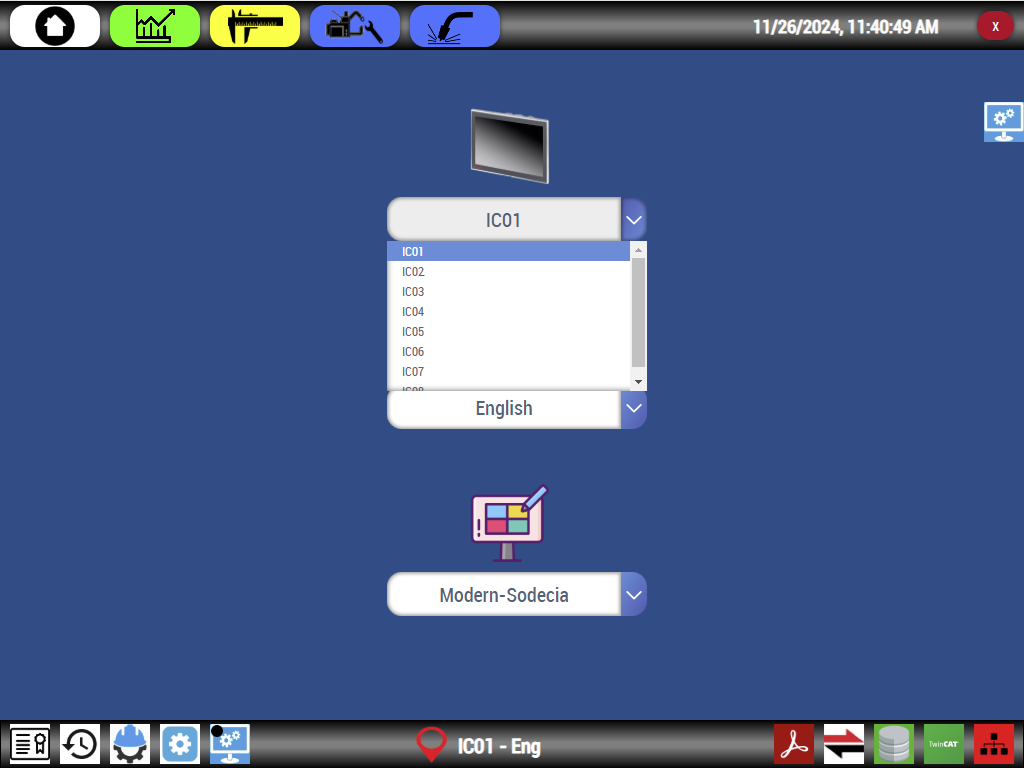 11/26/2024, 11:40:49 AM
X
IC01
IC01
IC02
IC03
IC04
IC05
IC06
IC07
English
Modern-Sodecia
IC01 - Eng
TwinCAT